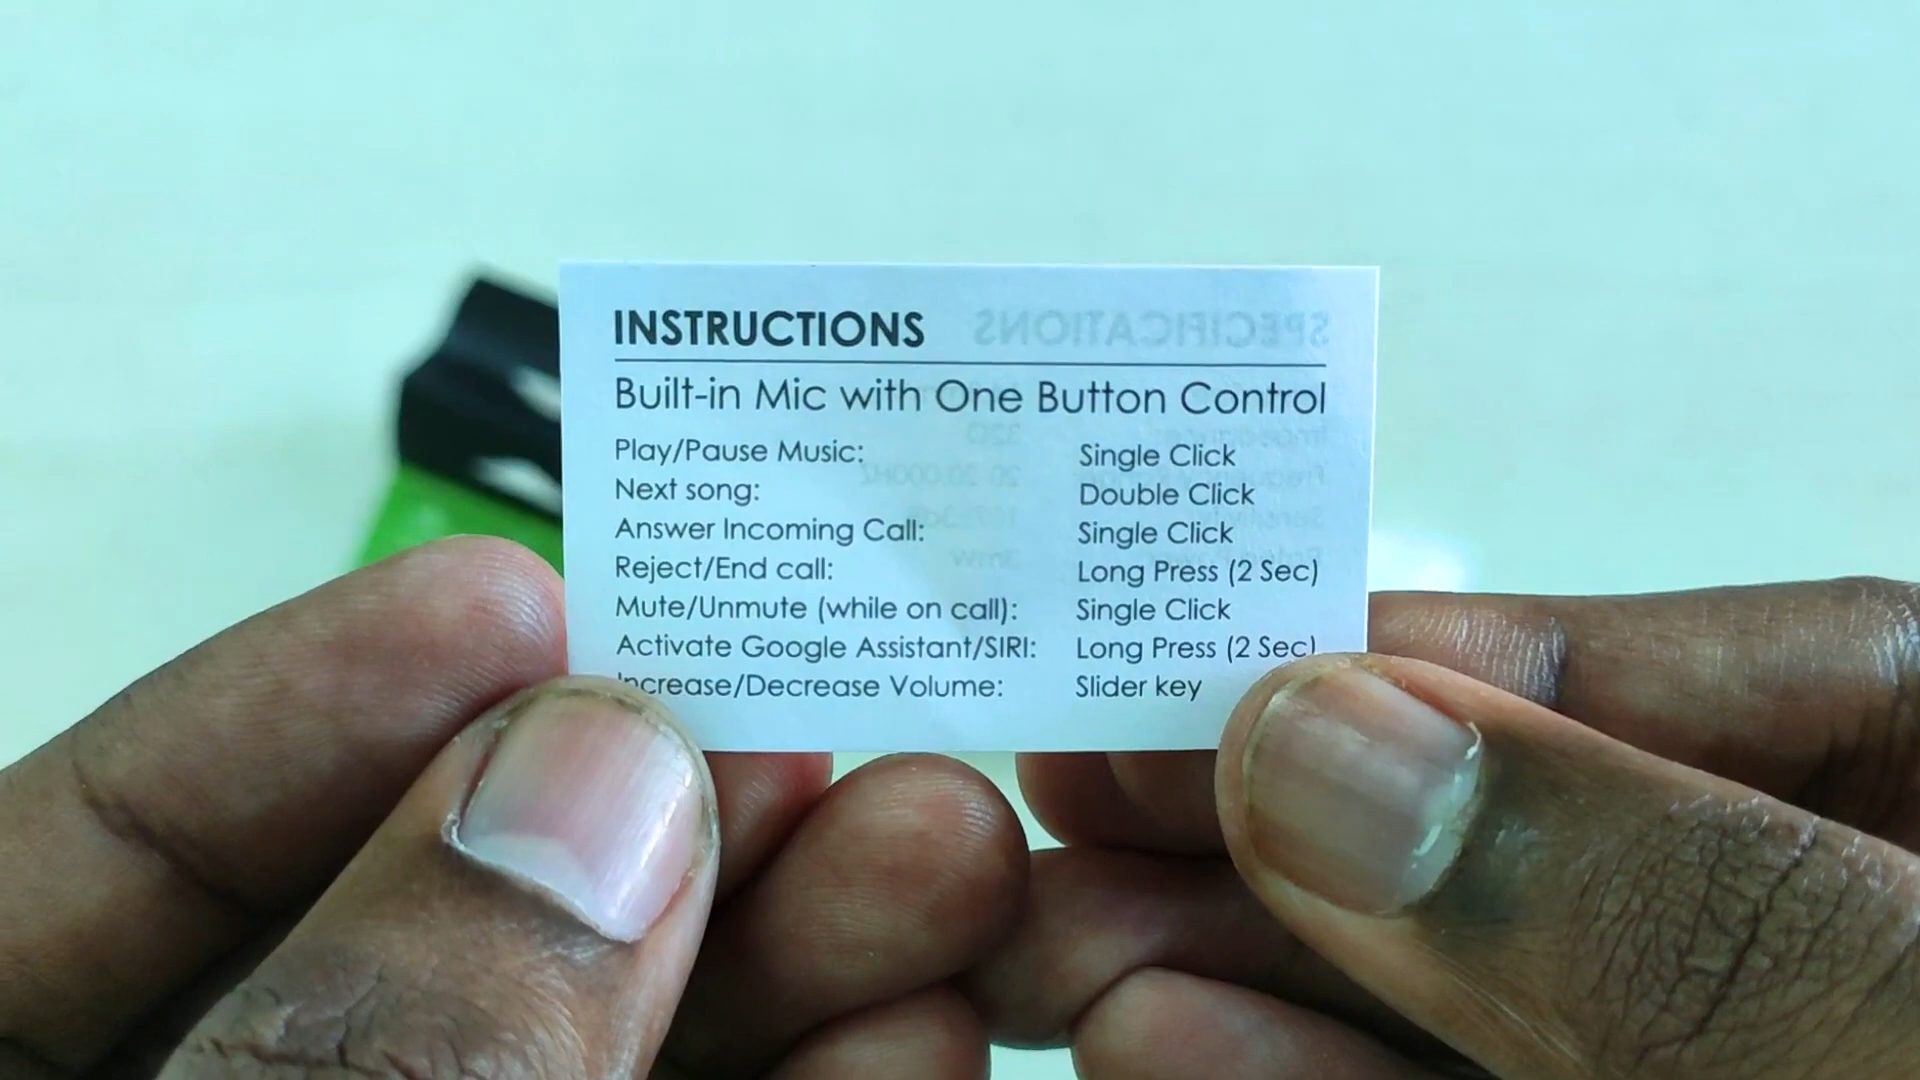 INSTRUCTIONS SPECIFICATIONS
Built-in Mic with One Button Control
Play/Pause Music: Single Click
Next song: Double Click
Answer Incoming Call: Single Click
Reject/End call: Long Press (2 Sec)
Mute/Unmute (while on call): Single Click
Activate Google Assistant/SIRI: Long Press (2 Sec)
Increase/Decrease Volume: Slider key